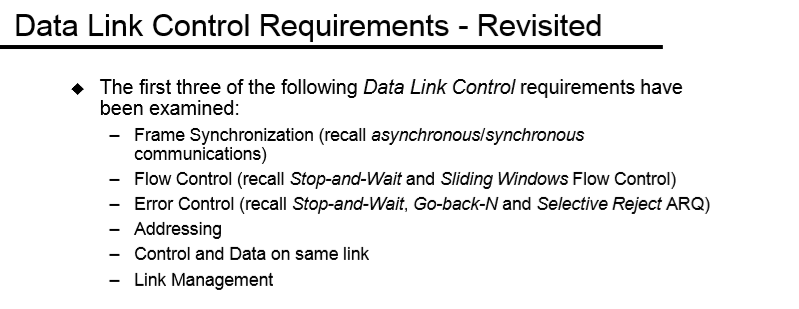 Data Link Control Requirements - Revisited
◆ The first three of the following Data Link Control requirements have
been examined:
– Frame Synchronization (recall asynchronous/synchronous
communications)
– Flow Control (recall Stop-and-Wait and Sliding Windows Flow Control)
– Error Control (recall Stop-and-Wait, Go-back-N and Selective Reject ARQ)
– Addressing
– Control and Data on same link
– Link Management